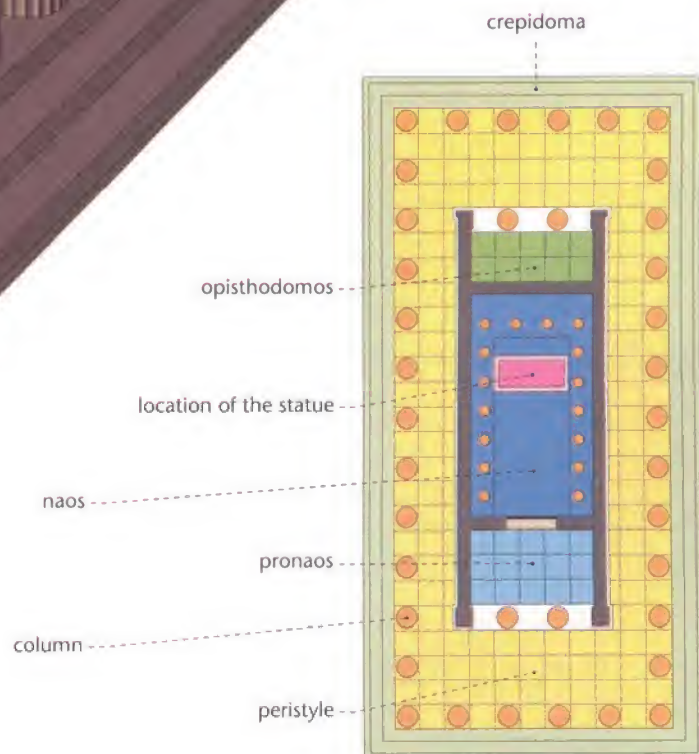 crepidoma
opisthodomos
location of the statue
naos
pronaos
column
peristyle